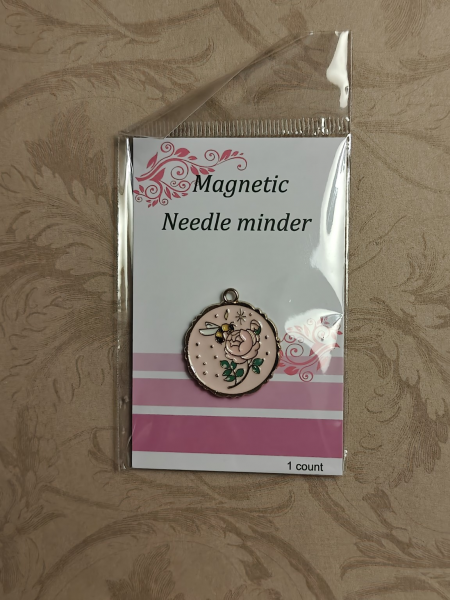 Magnetic
Needle minder
1 count